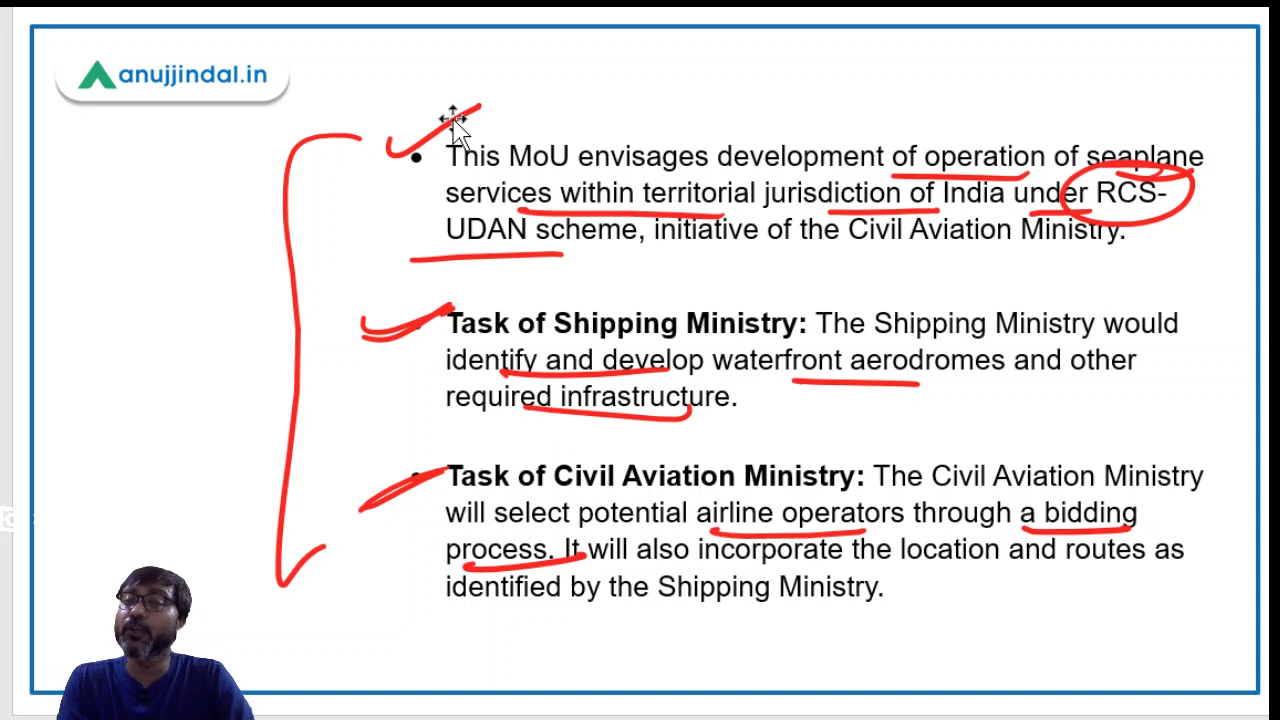 anujjindal.in
• This MoU envisages development of operation of seaplane
services within territorial jurisdiction of India under RCS-
UDAN scheme, initiative of the Civil Aviation Ministry.
• Task of Shipping Ministry: The Shipping Ministry would
identify and develop waterfront aerodromes and other
required infrastructure.
• Task of Civil Aviation Ministry: The Civil Aviation Ministry
will select potential airline operators through a bidding
process. It will also incorporate the location and routes as
identified by the Shipping Ministry.